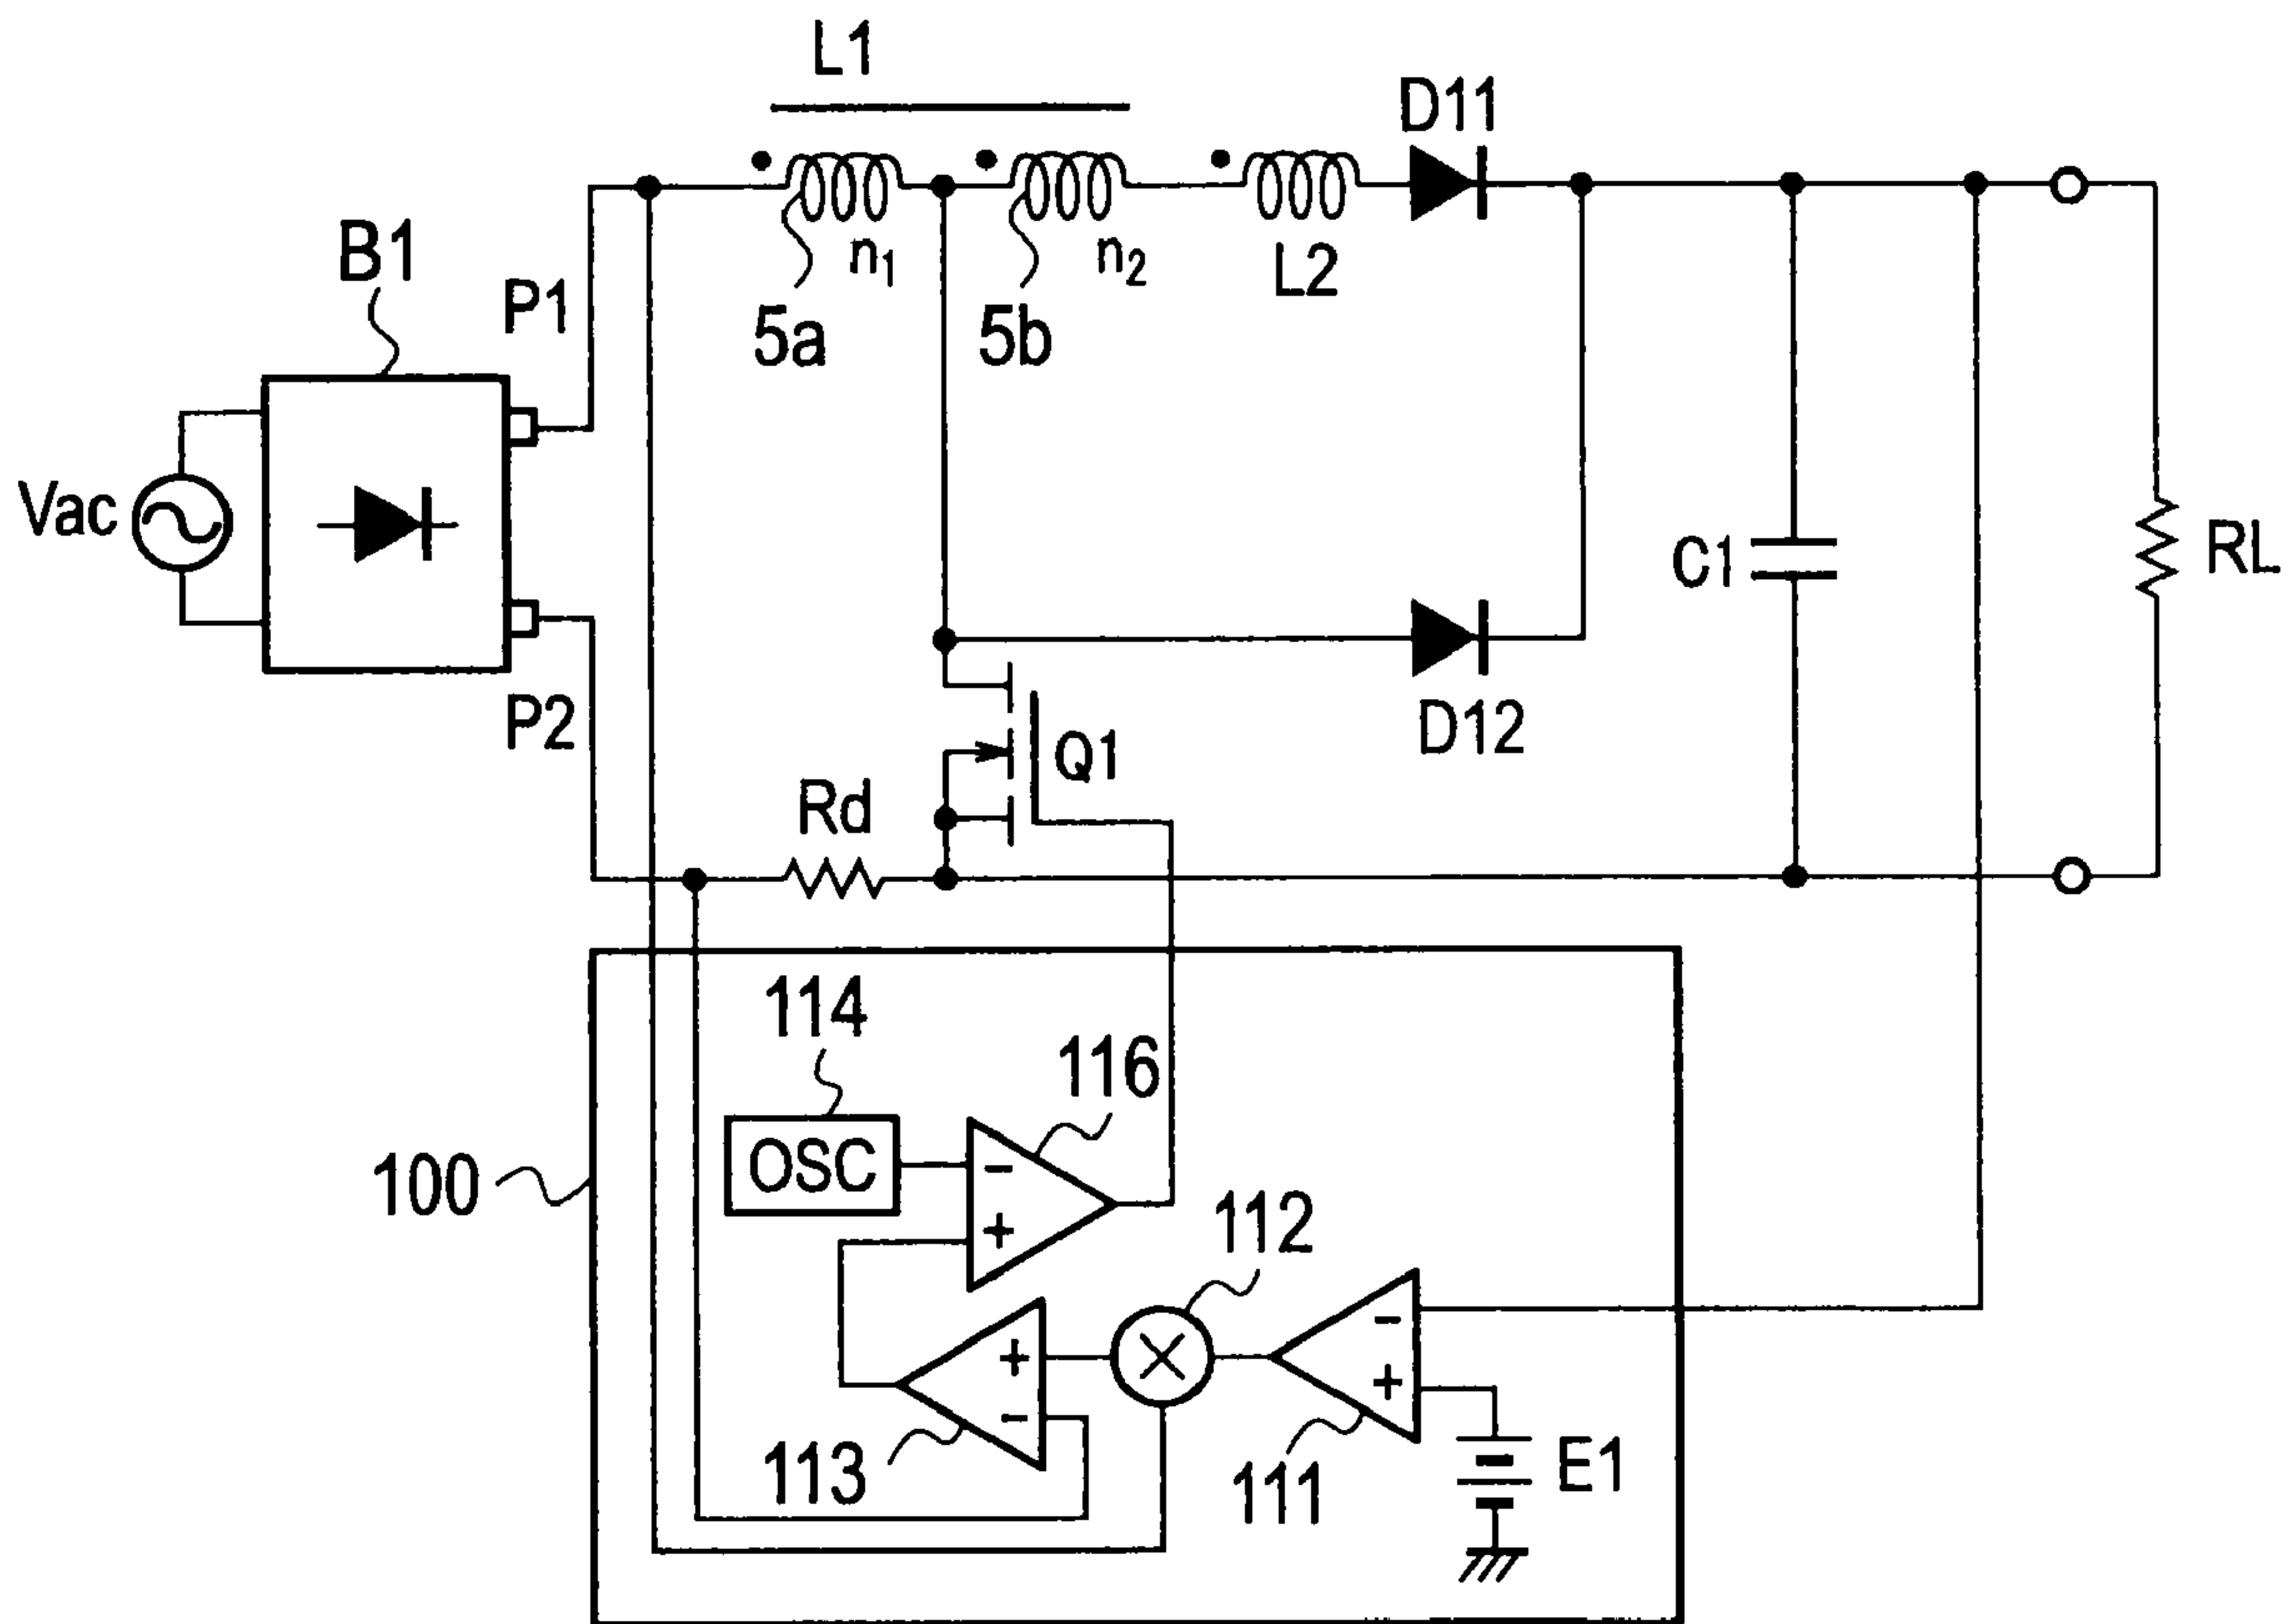 L1
D11
n1
n2
L2
5a
5b
B1
P1
Vac
C1
RL
P2
D12
Q1
Rd
114
116
OSC
-
+
100
112
+
-
-
+
113
111
E1